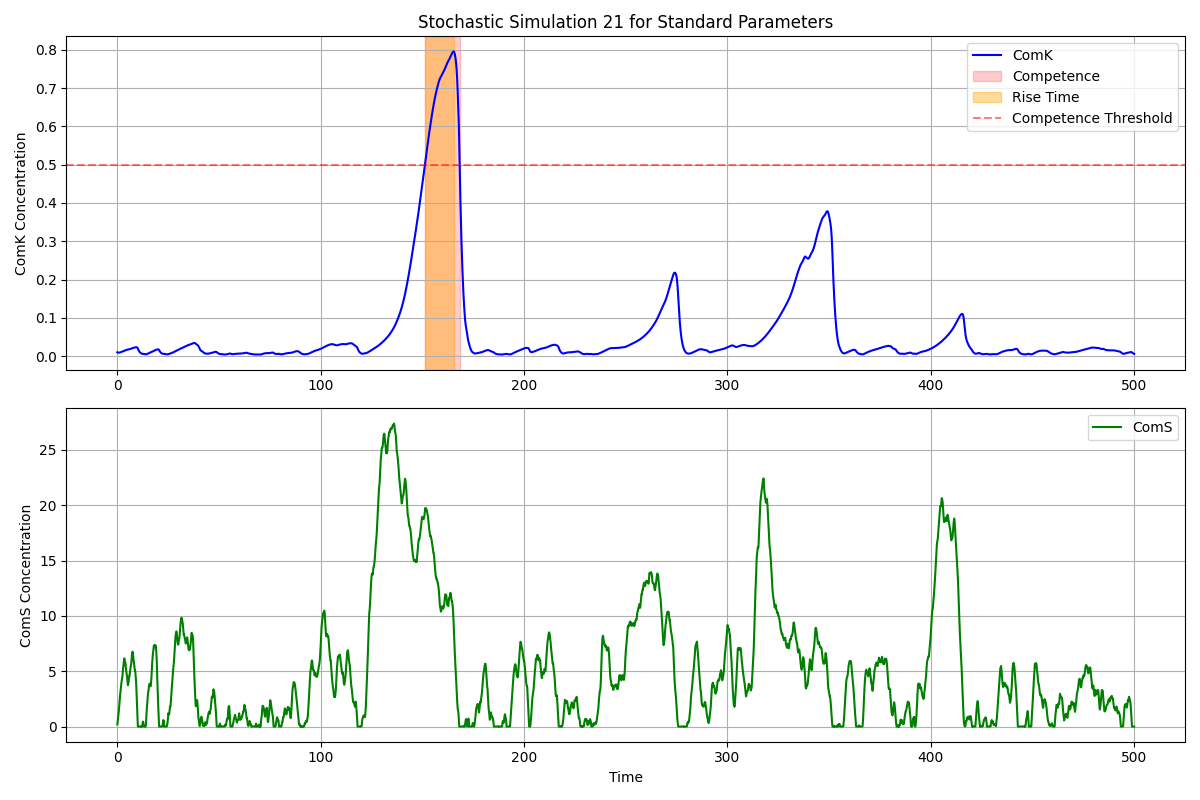 Stochastic Simulation 21 for Standard Parameters
ComK Concentration
0.8
0.7
0.6
0.5
0.4
0.3
0.2
0.1
0.0
ComK
Competence
Rise Time
Competence Threshold
0 100 200 300 400 500
ComS Concentration
25
20
15
10
5
0
ComS
0 100 200 300 400 500
Time